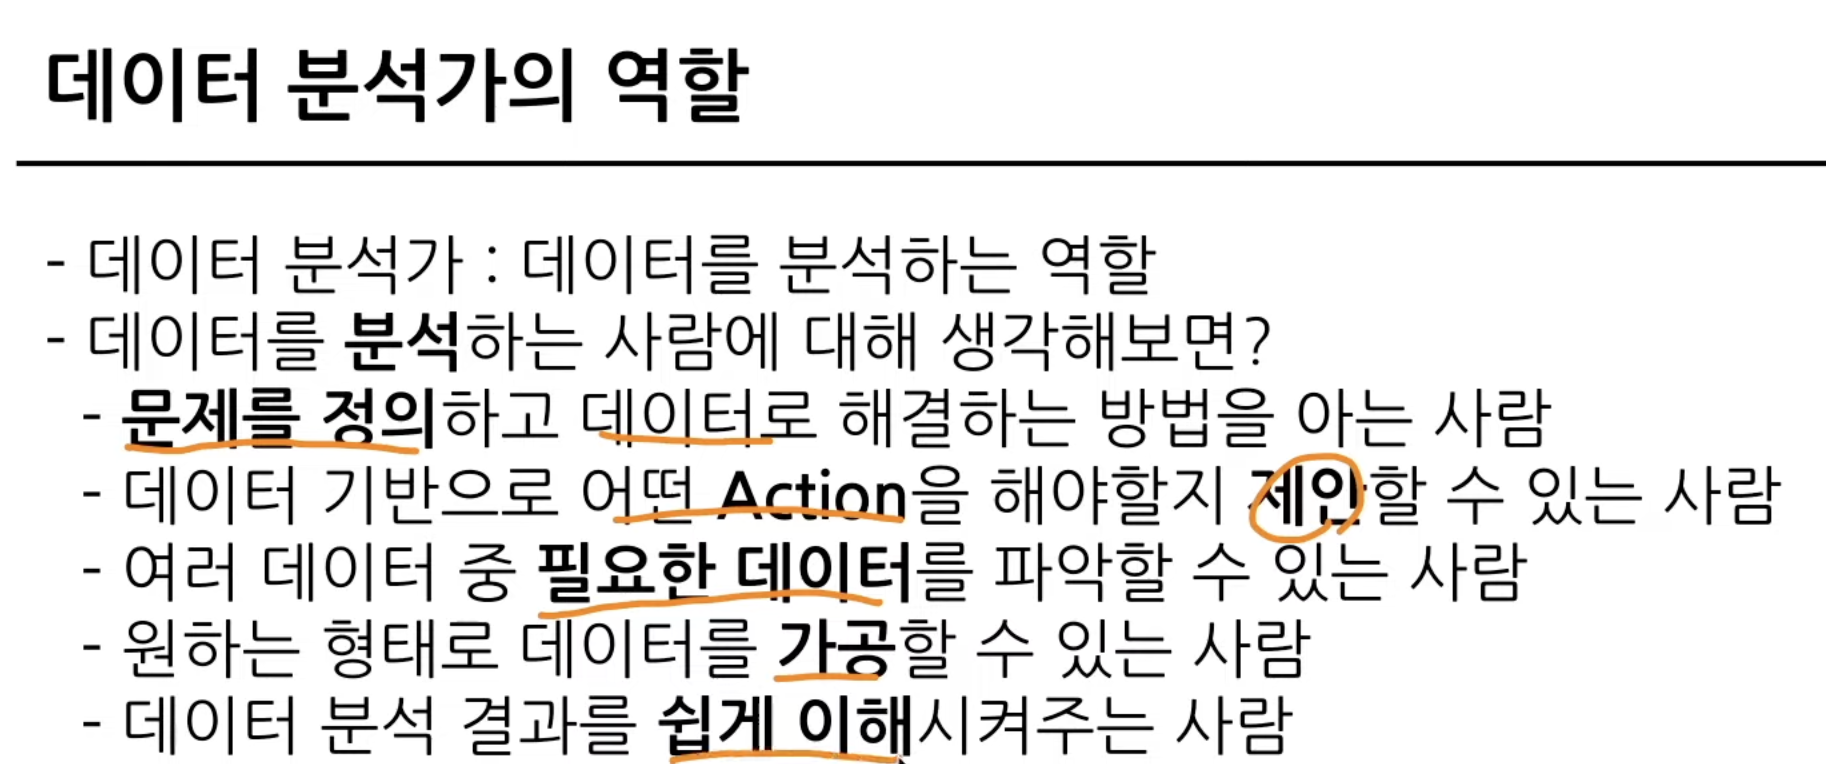 데이터 분석가의 역할
- 데이터 분석가 : 데이터를 분석하는 역할
- 데이터를 분석하는 사람에 대해 생각해보면?
- 문제를 정의하고 데이터로 해결하는 방법을 아는 사람
- 데이터 기반으로 어떤 Action을 해야할지 제안할 수 있는 사람
- 여러 데이터 중 필요한 데이터를 파악할 수 있는 사람
- 원하는 형태로 데이터를 가공할 수 있는 사람
- 데이터 분석 결과를 쉽게 이해시켜주는 사람